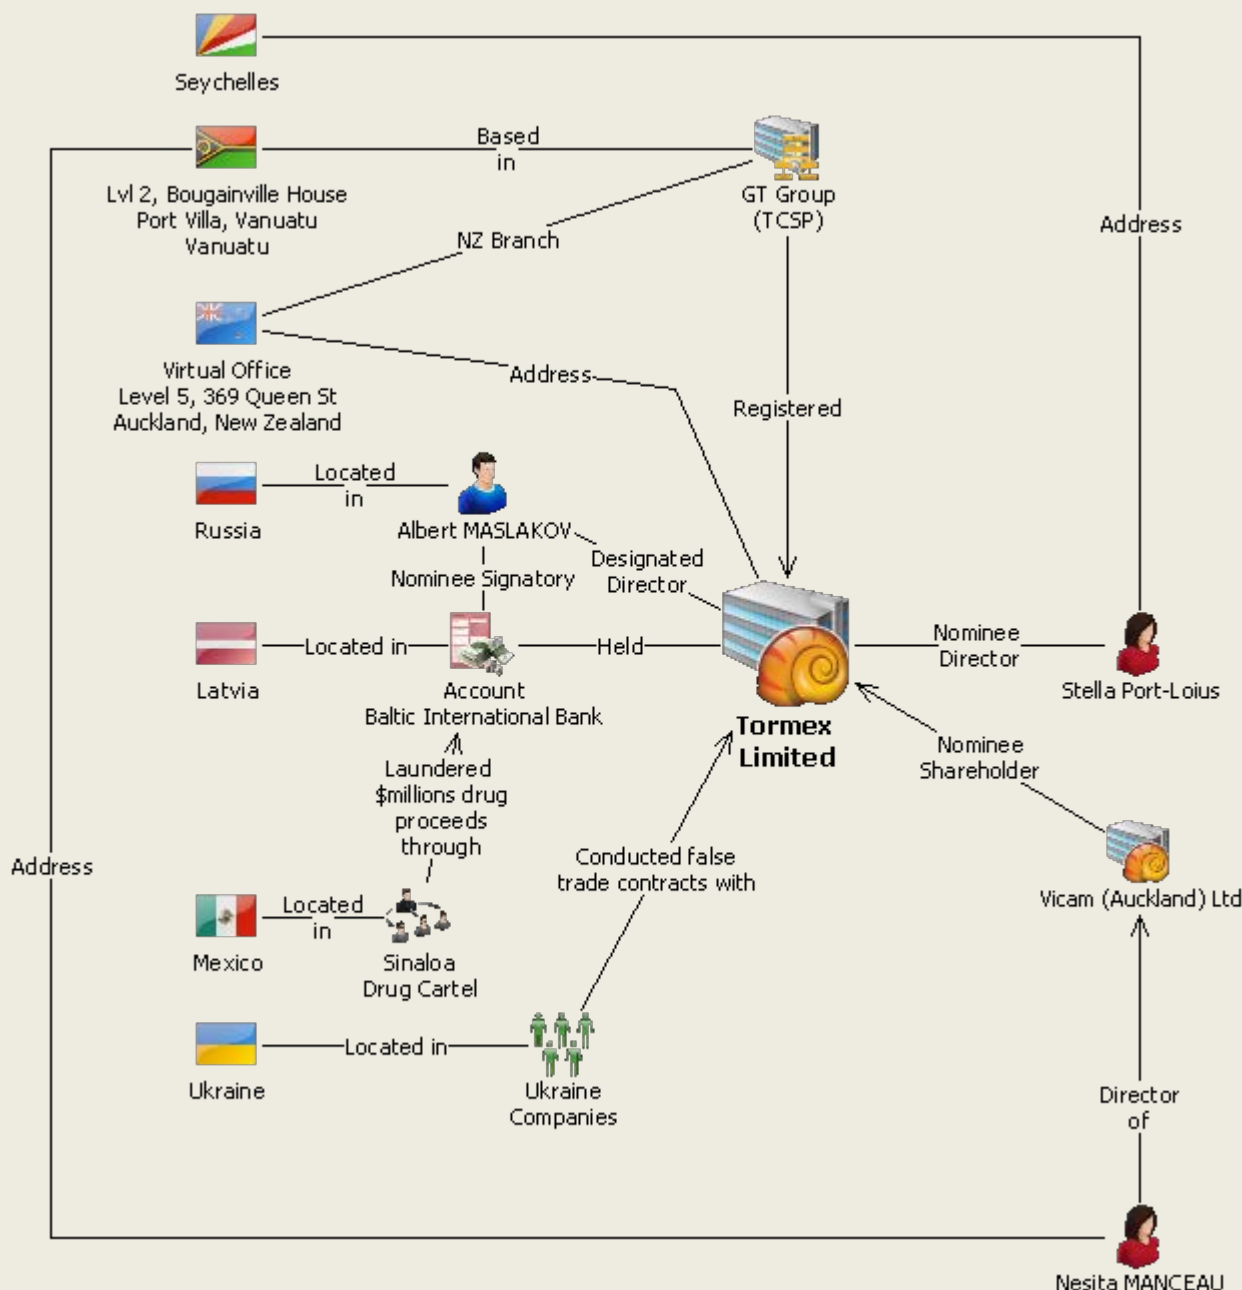 Seychelles
Based
in
Lvl 2, Bougainville House
Port Villa, Vanuatu
Vanuatu
GT Group
(TCSP)
Address
NZ Branch
Virtual Office
Level 5, 369 Queen St
Auckland, New Zealand
Address
Registered
Located
in
Russia
Albert MASLAKOV
Designated
Director
Nominee Signatory
Located in
Latvia
Held
Account
Baltic International Bank
Nominee
Director
Stella Port-Loius
Tormex
Limited
Nominee
Shareholder
Laundered
$millions drug
proceeds
through
Address
Conducted false
trade contracts with
Vicam (Auckland) Ltd
Located
in
Mexico
Sinaloa
Drug Cartel
Located in
Ukraine
Ukraine
Companies
Director
of
Nesita MANCEAU